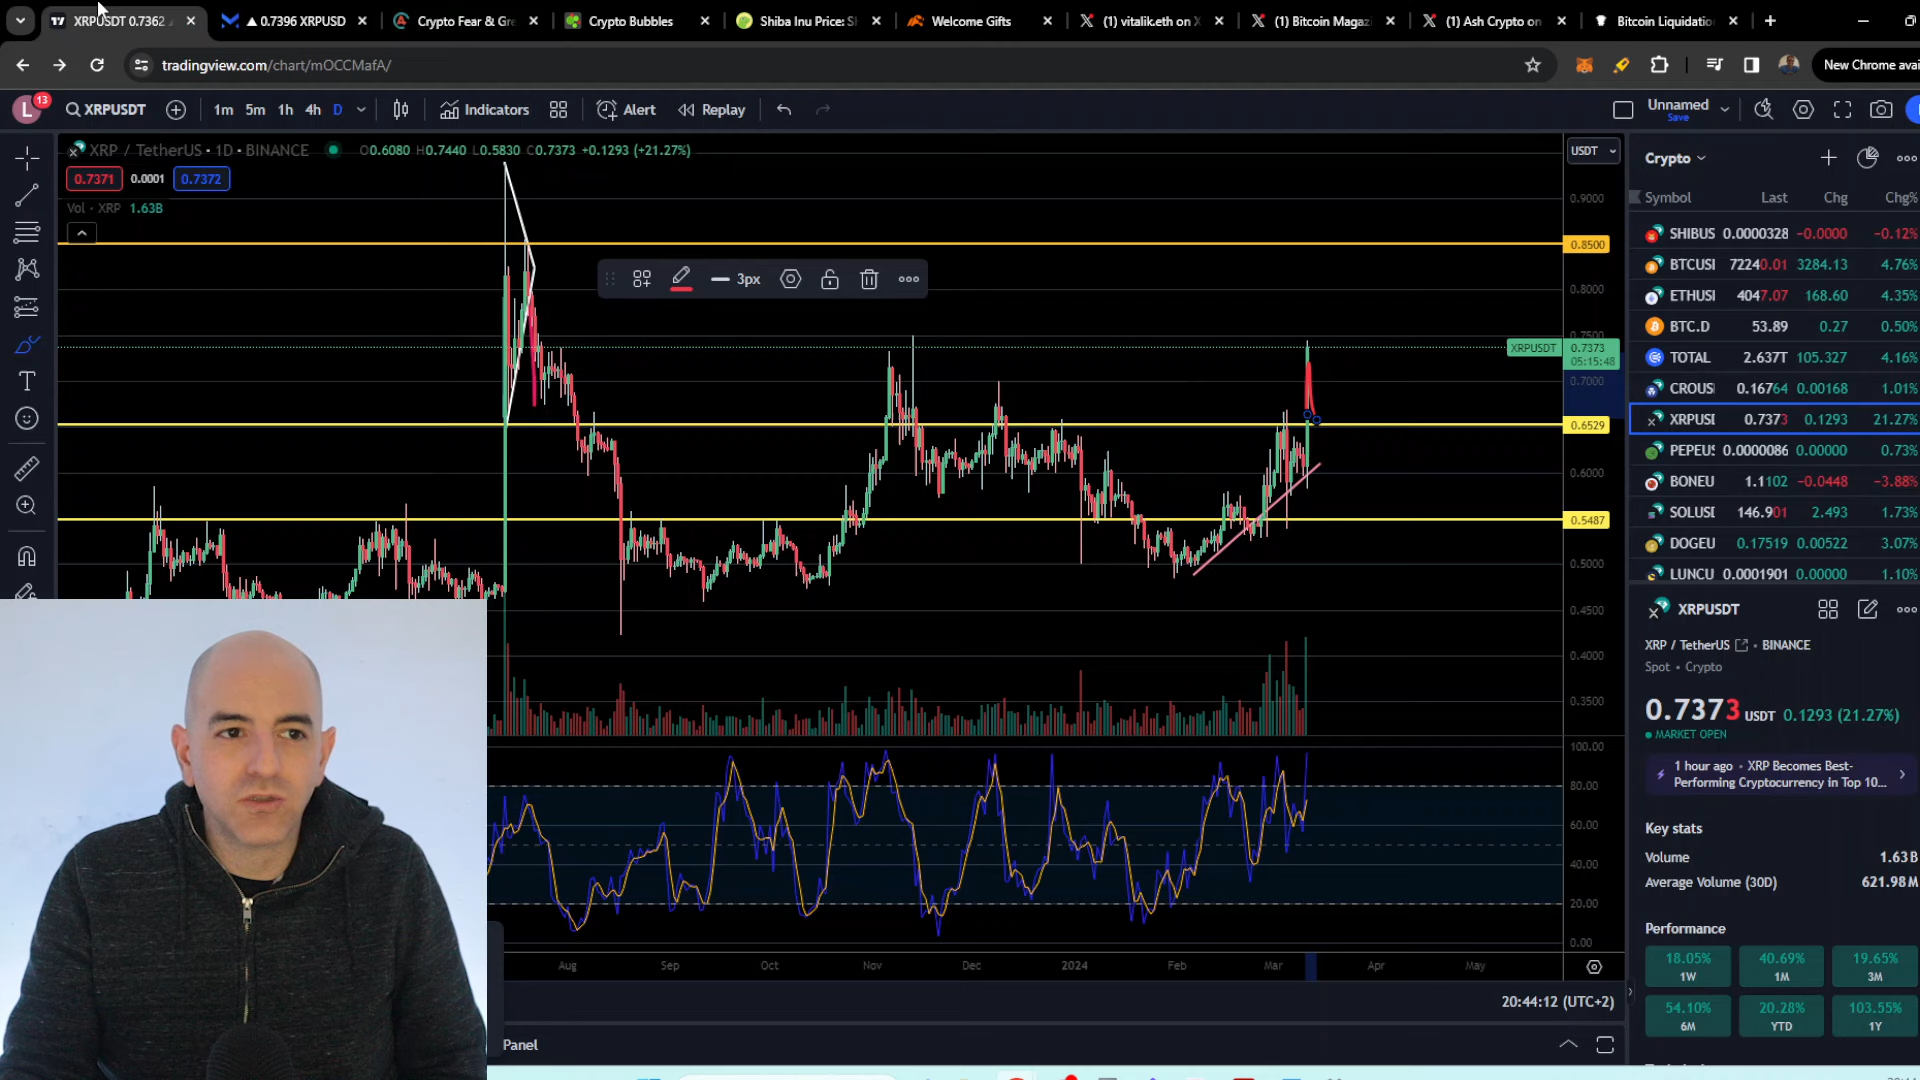 XRPUSDT 0.7362
▲ 0.7396 XRPUSD
Crypto Fear & Gre
Crypto Bubbles
Shiba Inu Price: S
Welcome Gifts
(1) vitalik.eth on X
(1) Bitcoin Magazi
(1) Ash Crypto on
Bitcoin Liquidatio
tradingview.com/chart/mOCCMafA/
New Chrome avai
L 13
XRPUSDT
1m 5m 1h 4h D
Indicators
Alert
Replay
Unnamed
Save
XRP / TetherUS · 1D · BINANCE
O0.6080 H0.7440 L0.5830 C0.7373 +0.1293 (+21.27%)
0.7371 0.0001 0.7372
Vol · XRP 1.63B
3px
USDT
0.9000
0.8500
0.8000
0.7500
XRPUSDT 0.7373
05:15:48
0.7000
0.6529
0.6000
0.5487
0.5000
0.4500
0.4000
0.3500
100.00
80.00
60.00
40.00
20.00
0.00
Aug Sep Oct Nov Dec 2024 Feb Mar Apr May
20:44:12 (UTC+2)
Panel
Crypto
Symbol Last Chg Chg%
SHIBUS 0.0000328 −0.0000 −0.12%
BTCUSI 7224 0.01 3284.13 4.76%
ETHUSI 4047.07 168.60 4.35%
BTC.D 53.89 0.27 0.50%
TOTAL 2.637T 105.327 4.16%
CROUSI 0.16764 0.00168 1.01%
XRPUSI 0.7373 0.1293 21.27%
PEPEUS 0.0000086 0.00000 0.73%
BONEU 1.1102 −0.0448 −3.88%
SOLUSI 146.901 2.493 1.73%
DOGEU 0.17519 0.00522 3.07%
LUNCU 0.0001901 0.00000 1.10%
XRPUSDT
XRP / TetherUS · BINANCE
Spot · Crypto
0.7373 USDT 0.1293 (21.27%)
MARKET OPEN
1 hour ago · XRP Becomes Best-
Performing Cryptocurrency in Top 10...
Key stats
Volume 1.63B
Average Volume (30D) 621.98M
Performance
18.05% 40.69% 19.65%
1W 1M 3M
54.10% 20.28% 103.55%
6M YTD 1Y